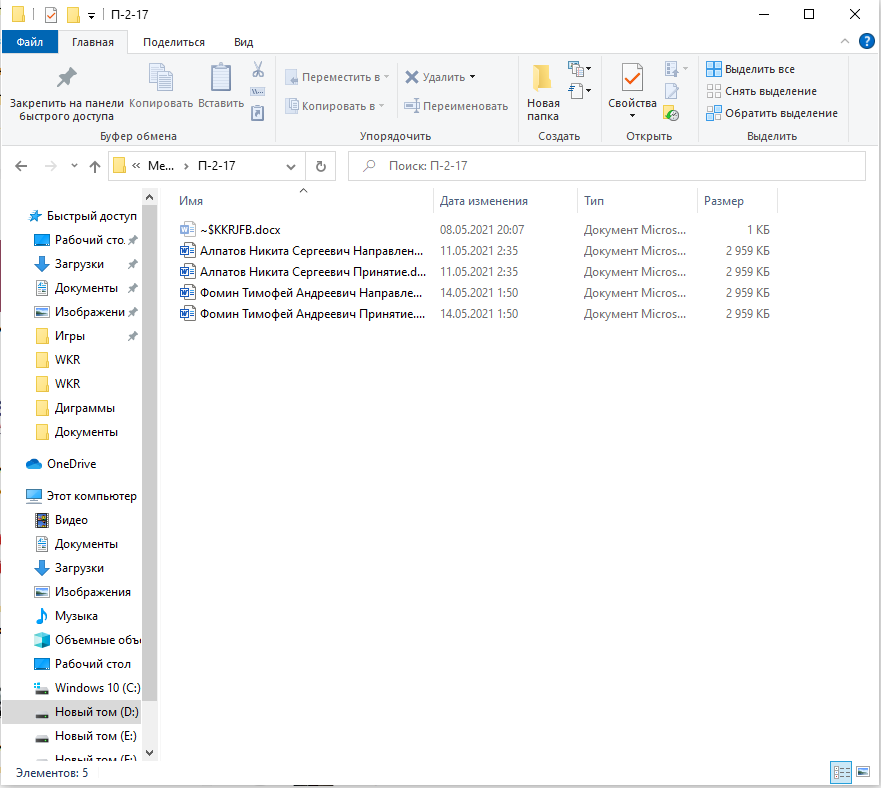 П-2-17
Файл Главная Поделиться Вид
Закрепить на панели быстрого доступа
Копировать
Вставить
Буфер обмена
Переместить в
Копировать в
Удалить
Переименовать
Упорядочить
Новая папка
Создать
Свойства
Открыть
Выделить все
Снять выделение
Обратить выделение
Выделить
« Ме... › П-2-17
Поиск: П-2-17
Имя Дата изменения Тип Размер
~$KKRJFB.docx 08.05.2021 20:07 Документ Micros... 1 КБ
Алпатов Никита Сергеевич Направлен... 11.05.2021 2:35 Документ Micros... 2 959 КБ
Алпатов Никита Сергеевич Принятие.d... 11.05.2021 2:35 Документ Micros... 2 959 КБ
Фомин Тимофей Андреевич Направле... 14.05.2021 1:50 Документ Micros... 2 959 КБ
Фомин Тимофей Андреевич Принятие.... 14.05.2021 1:50 Документ Micros... 2 959 КБ
Быстрый доступ
Рабочий сто.
Загрузки
Документы
Изображени
Игры
WKR
WKR
Диграммы
Документы
OneDrive
Этот компьютер
Видео
Документы
Загрузки
Изображения
Музыка
Объемные объ
Рабочий стол
Windows 10 (C:)
Новый том (D:)
Новый том (E:)
Новый том (F:)
Элементов: 5